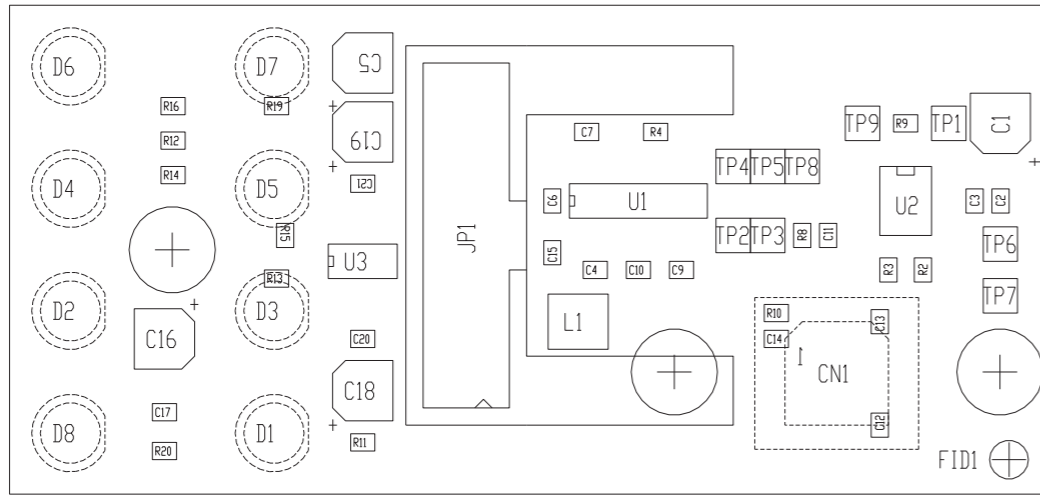 D6
D7
C5
R16
R19
R12
C19
C7
R4
TP9
R9
TP1
C1
R14
C21
TP4
TP5
TP8
D4
D5
C6
U1
U2
C3
C2
R15
JP1
TP2
TP3
R8
C11
TP6
U3
C15
R13
C4
C10
C9
R3
R2
TP7
D2
D3
L1
R10
C13
C16
C20
C14
1
CN1
C18
C17
D8
D1
C12
R20
R11
FID1